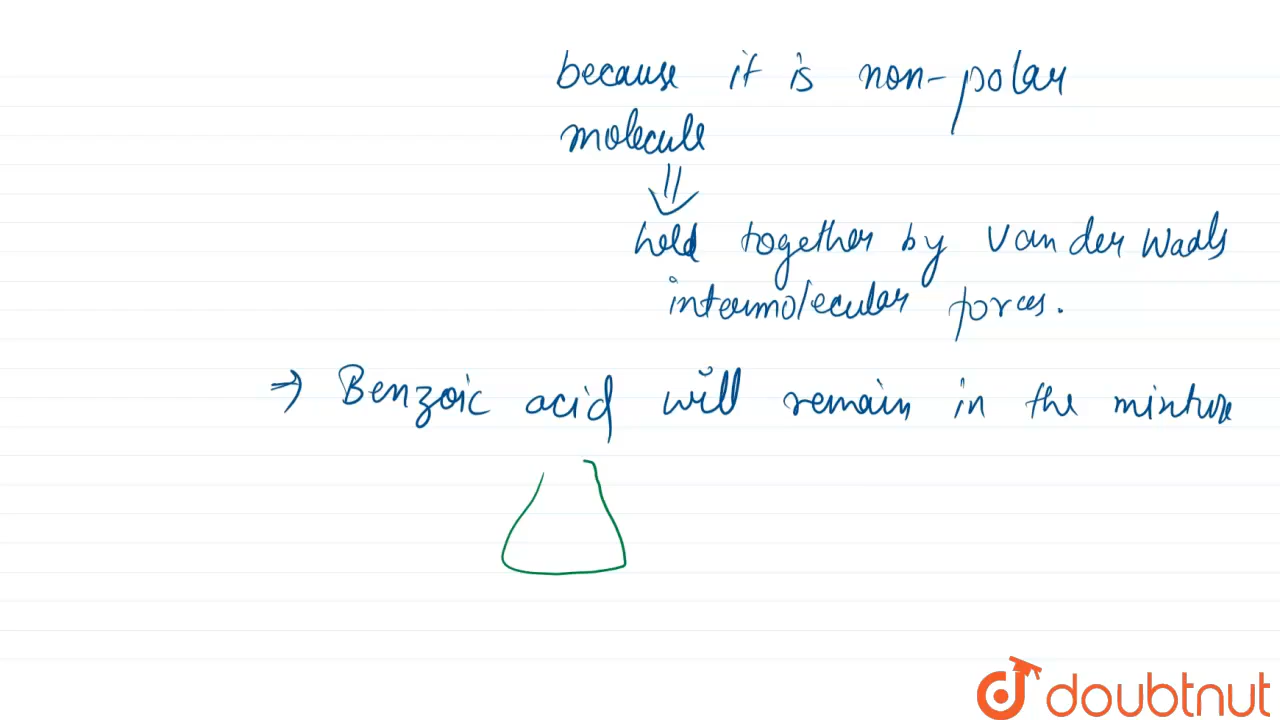 because it is non-polar
molecule
held together by Van der Waals
intermolecular forces.
⇒ Benzoic acid will remain in the mixture
doubtnut